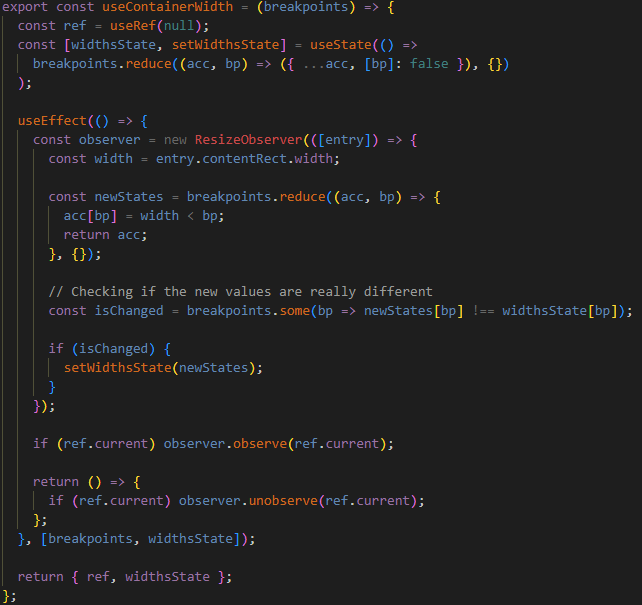 export const useContainerWidth = (breakpoints) => {
  const ref = useRef(null);
  const [widthsState, setWidthsState] = useState(() =>
    breakpoints.reduce((acc, bp) => ({ ...acc, [bp]: false }), {})
  );

  useEffect(() => {
    const observer = new ResizeObserver(([entry]) => {
      const width = entry.contentRect.width;

      const newStates = breakpoints.reduce((acc, bp) => {
        acc[bp] = width < bp;
        return acc;
      }, {});

      // Checking if the new values are really different
      const isChanged = breakpoints.some(bp => newStates[bp] !== widthsState[bp]);

      if (isChanged) {
        setWidthsState(newStates);
      }
    });

    if (ref.current) observer.observe(ref.current);

    return () => {
      if (ref.current) observer.unobserve(ref.current);
    };
  }, [breakpoints, widthsState]);

  return { ref, widthsState };
};